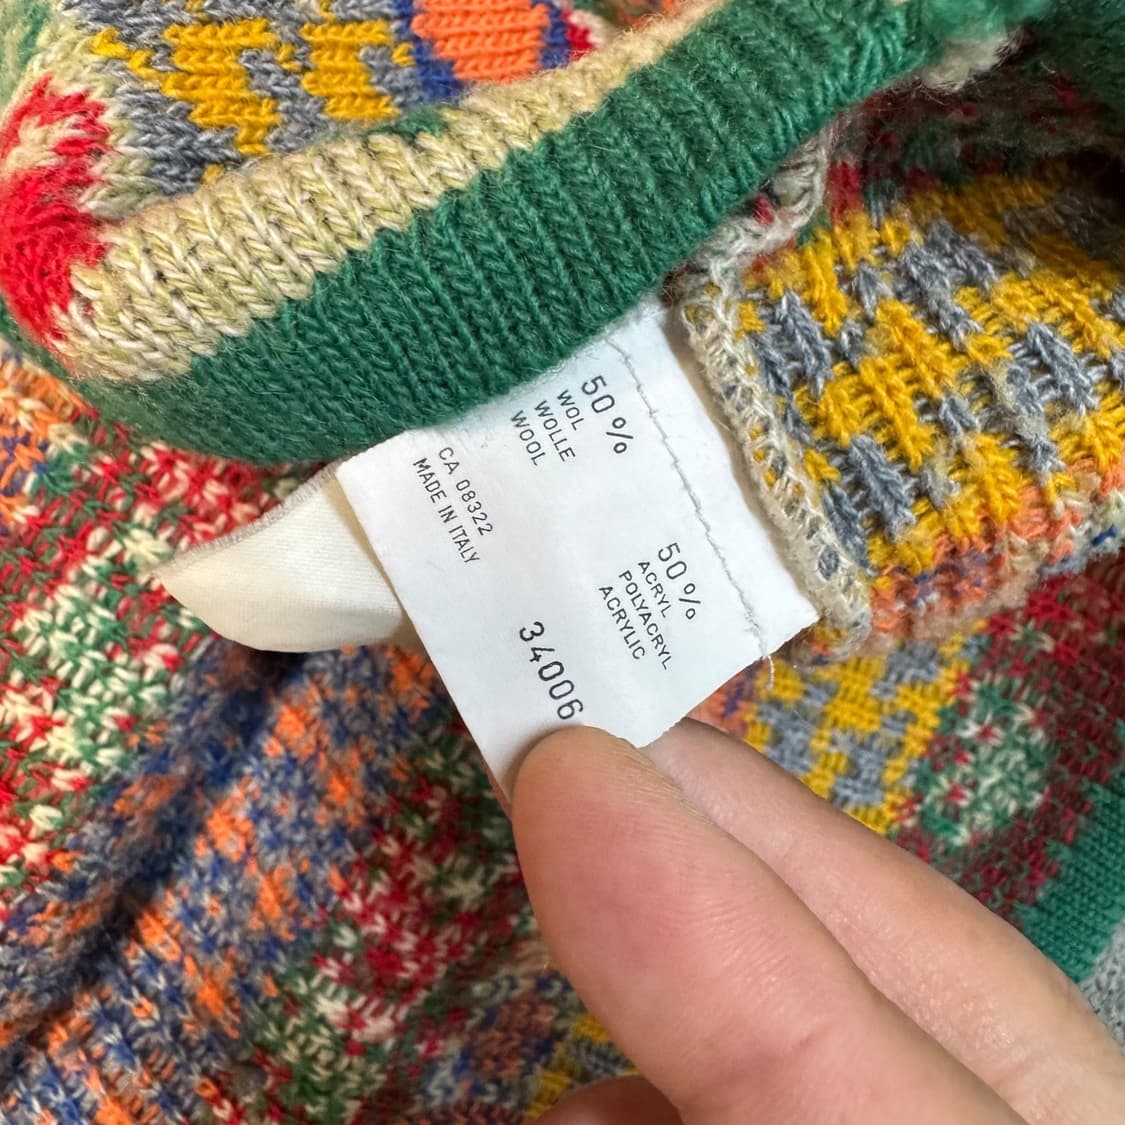 50%
WOL
WOLLE
WOOL
50%
ACRYL
POLYACRYL
ACRYLIC
CA 08322
MADE IN ITALY
34006